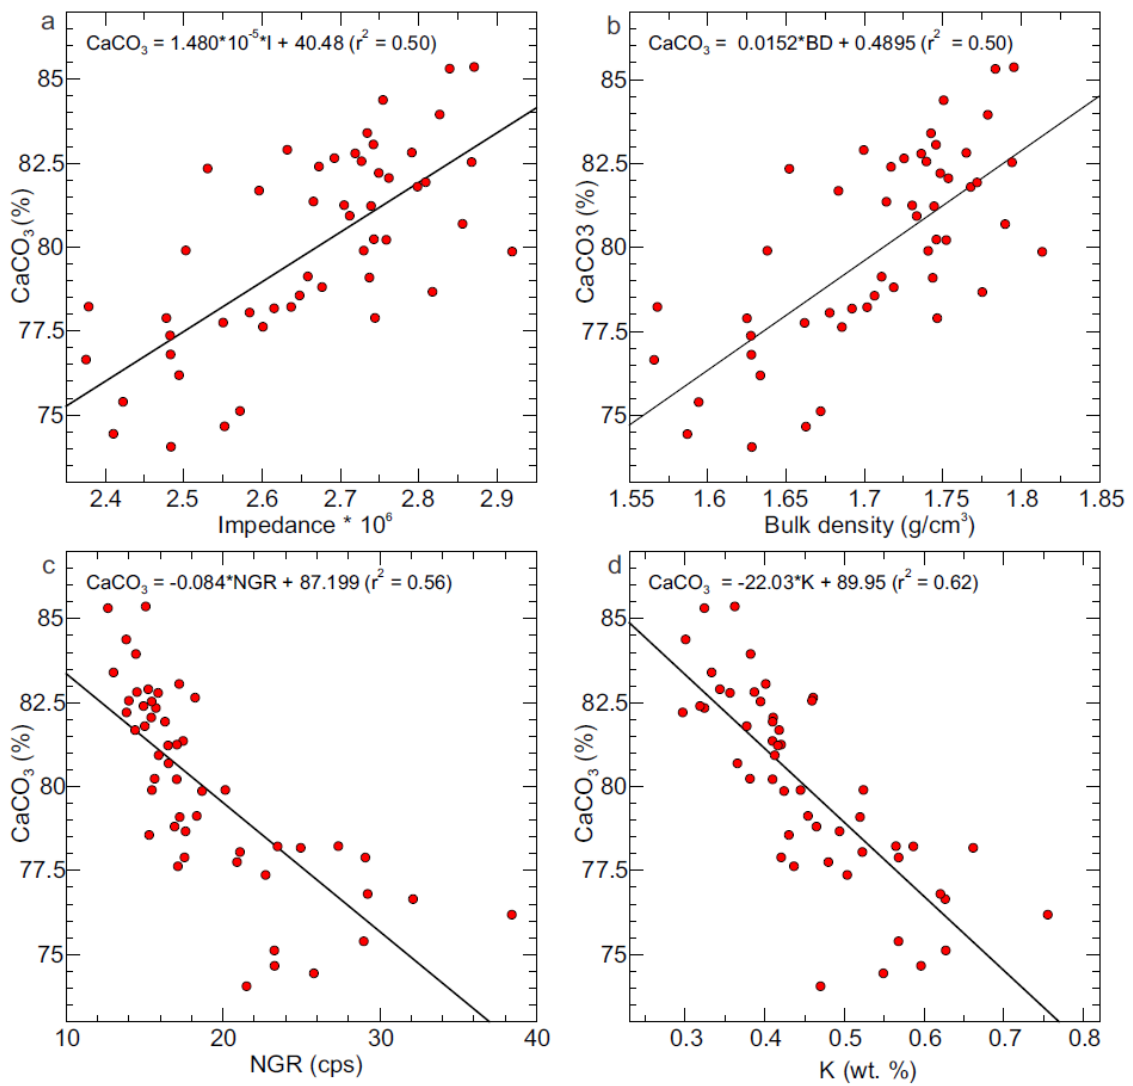 a
CaCO₃ = 1.480*10⁻⁵*I + 40.48 (r² = 0.50)
85
82.5
80
77.5
75
CaCO₃ (%)
2.4 2.5 2.6 2.7 2.8 2.9
Impedance * 10⁶
b
CaCO₃ = 0.0152*BD + 0.4895 (r² = 0.50)
85
82.5
80
77.5
75
CaCO3 (%)
1.55 1.6 1.65 1.7 1.75 1.8 1.85
Bulk density (g/cm³)
c
CaCO₃ = -0.084*NGR + 87.199 (r² = 0.56)
85
82.5
80
77.5
75
CaCO₃ (%)
10 20 30 40
NGR (cps)
d
CaCO₃ = -22.03*K + 89.95 (r² = 0.62)
85
82.5
80
77.5
75
CaCO₃ (%)
0.3 0.4 0.5 0.6 0.7 0.8
K (wt. %)